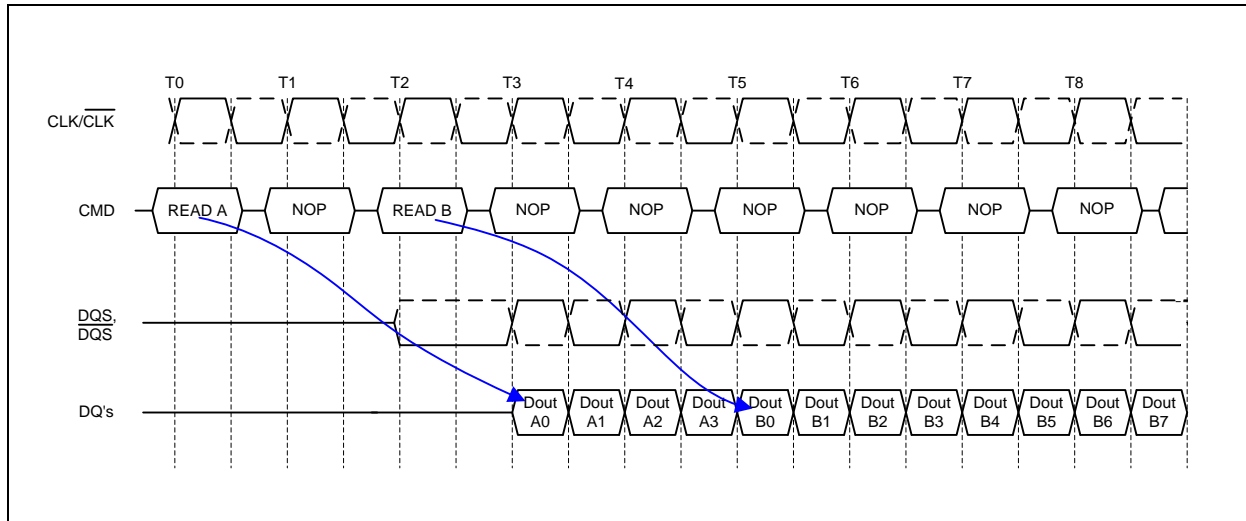 T0 T1 T2 T3 T4 T5 T6 T7 T8
CLK/CLK
CMD READ A NOP READ B NOP NOP NOP NOP NOP NOP
DQS,
DQS
DQ's Dout Dout Dout Dout Dout Dout Dout Dout Dout Dout Dout Dout
A0 A1 A2 A3 B0 B1 B2 B3 B4 B5 B6 B7